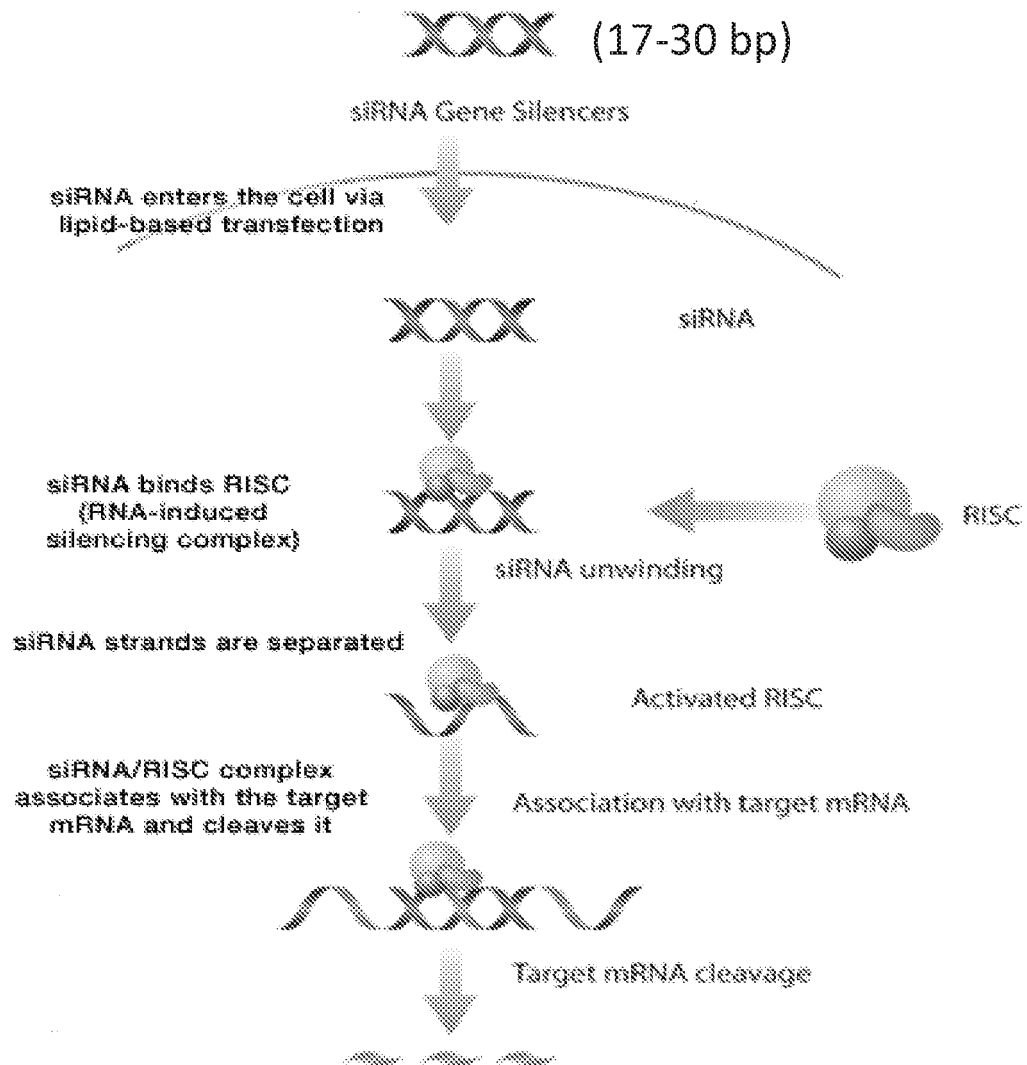 (17-30 bp)
siRNA Gene Silencers
siRNA enters the cell via
lipid-based transfection
siRNA
siRNA binds RISC
(RNA-induced
silencing complex)
RISC
siRNA unwinding
siRNA strands are separated
Activated RISC
siRNA/RISC complex
associates with the target
mRNA and cleaves it
Association with target mRNA
Target mRNA cleavage